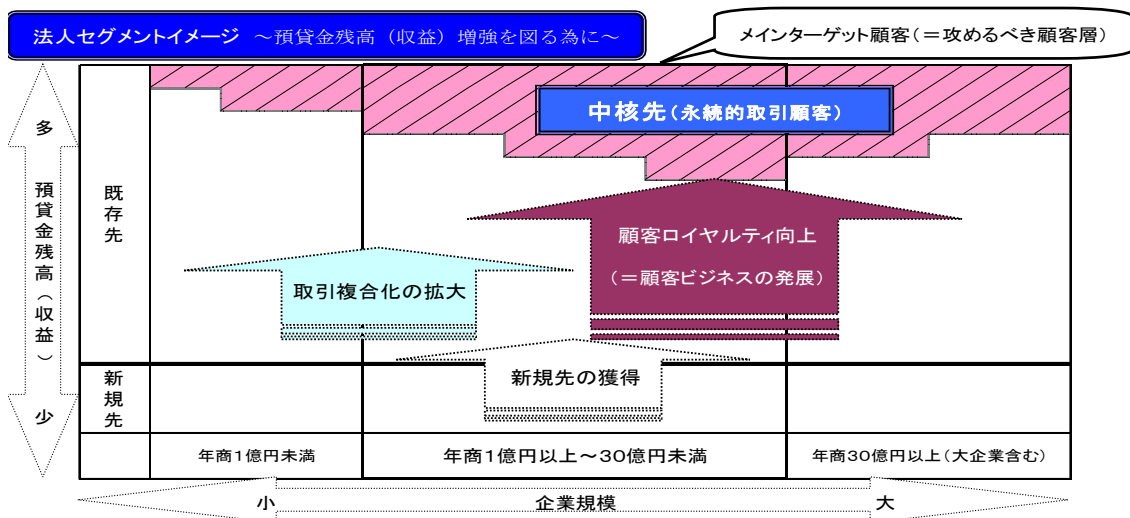 法人セグメントイメージ ～預貸金残高（収益）増強を図る為に～
メインターゲット顧客(＝攻めるべき顧客層)
中核先(永続的取引顧客)
多
預貸金残高(収益)
少
既存先
顧客ロイヤルティ向上
(＝顧客ビジネスの発展)
取引複合化の拡大
新規先の獲得
新規先
年商1億円未満
年商1億円以上～30億円未満
年商30億円以上(大企業含む)
小
企業規模
大